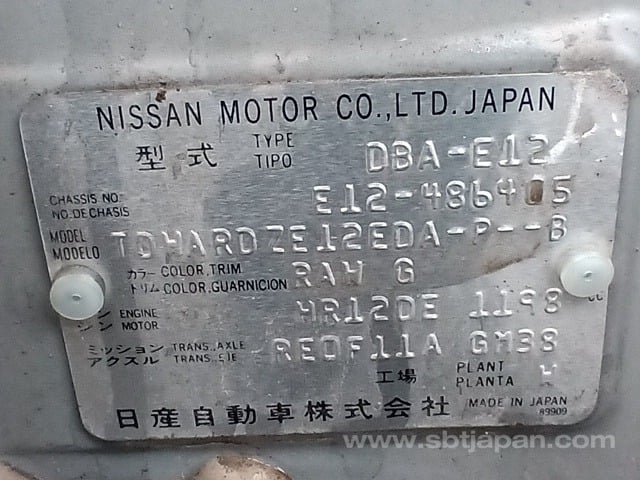 NISSAN MOTOR CO.,LTD. JAPAN
型式 TYPE TIPO DBA-E12
CHASSIS NO. NO.DE CHASIS E12-486405
MODEL MODELO TDWARDZE12EDA-P--B
カラー COLOR,TRIM トリム COLOR,GUARNICION RAW G
ジン ENGINE シン MOTOR HR12DE 1198 cc
ミッション TRANS.,AXLE アクスル TRANS.,EJE RE0F11A GM38
工場 PLANT PLANTA W
日産自動車株式会社 MADE IN JAPAN
89909
www.sbtjapan.com